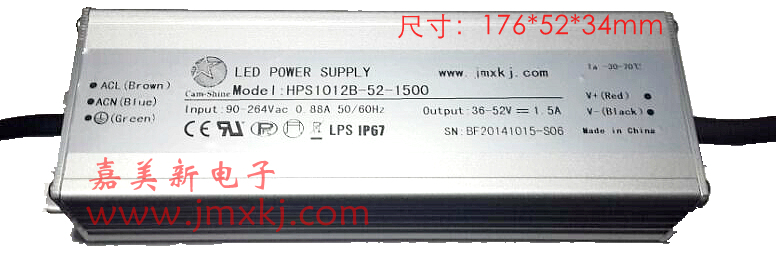 尺寸：176*52*34mm
LED POWER SUPPLY
www.jmxkj.com
Ta -30-70℃
ACL(Brown)
Cam-Shine
Model:HPS1012B-52-1500
V+(Red)
ACN(Blue)
Input:90-264Vac 0.88A 50/60Hz
Output:36-52V⎓1.5A
V-(Black)
(Green)
CE
LPS IP67
SN:BF20141015-S06
Made in China
嘉美新电子
www.jmxkj.com